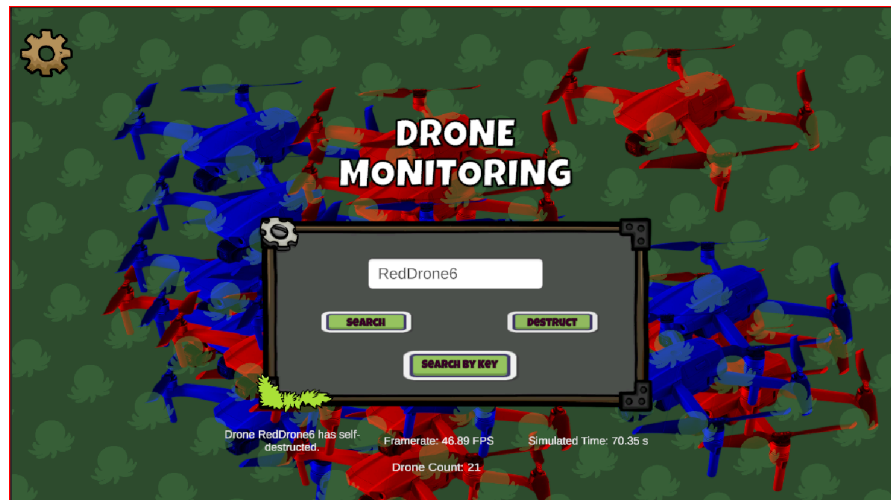 DRONE
MONITORING
RedDrone6
SEARCH
DESTRUCT
SEARCH BY KEY
Drone RedDrone6 has self-
destructed.
Framerate: 46.89 FPS
Simulated Time: 70.35 s
Drone Count: 21